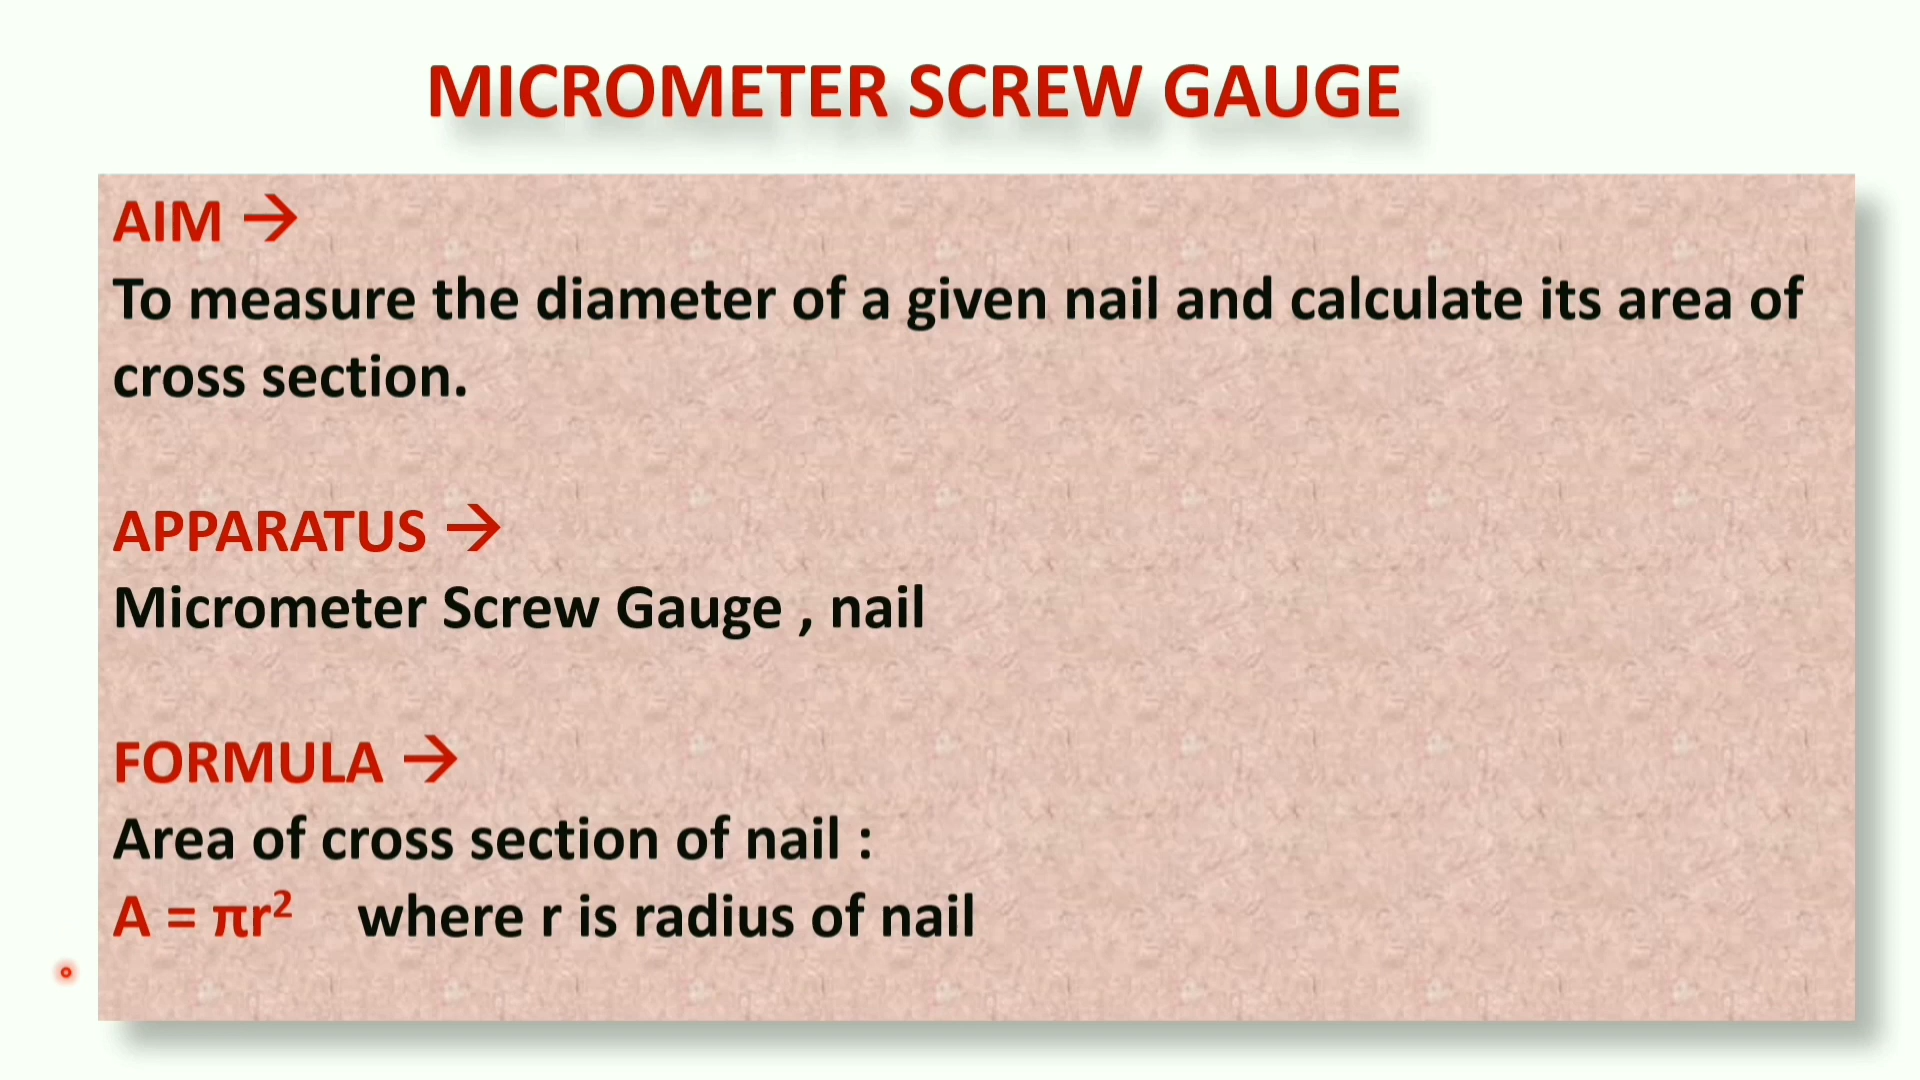 MICROMETER SCREW GAUGE
AIM →
To measure the diameter of a given nail and calculate its area of
cross section.
APPARATUS →
Micrometer Screw Gauge , nail
FORMULA →
Area of cross section of nail :
A = πr² where r is radius of nail